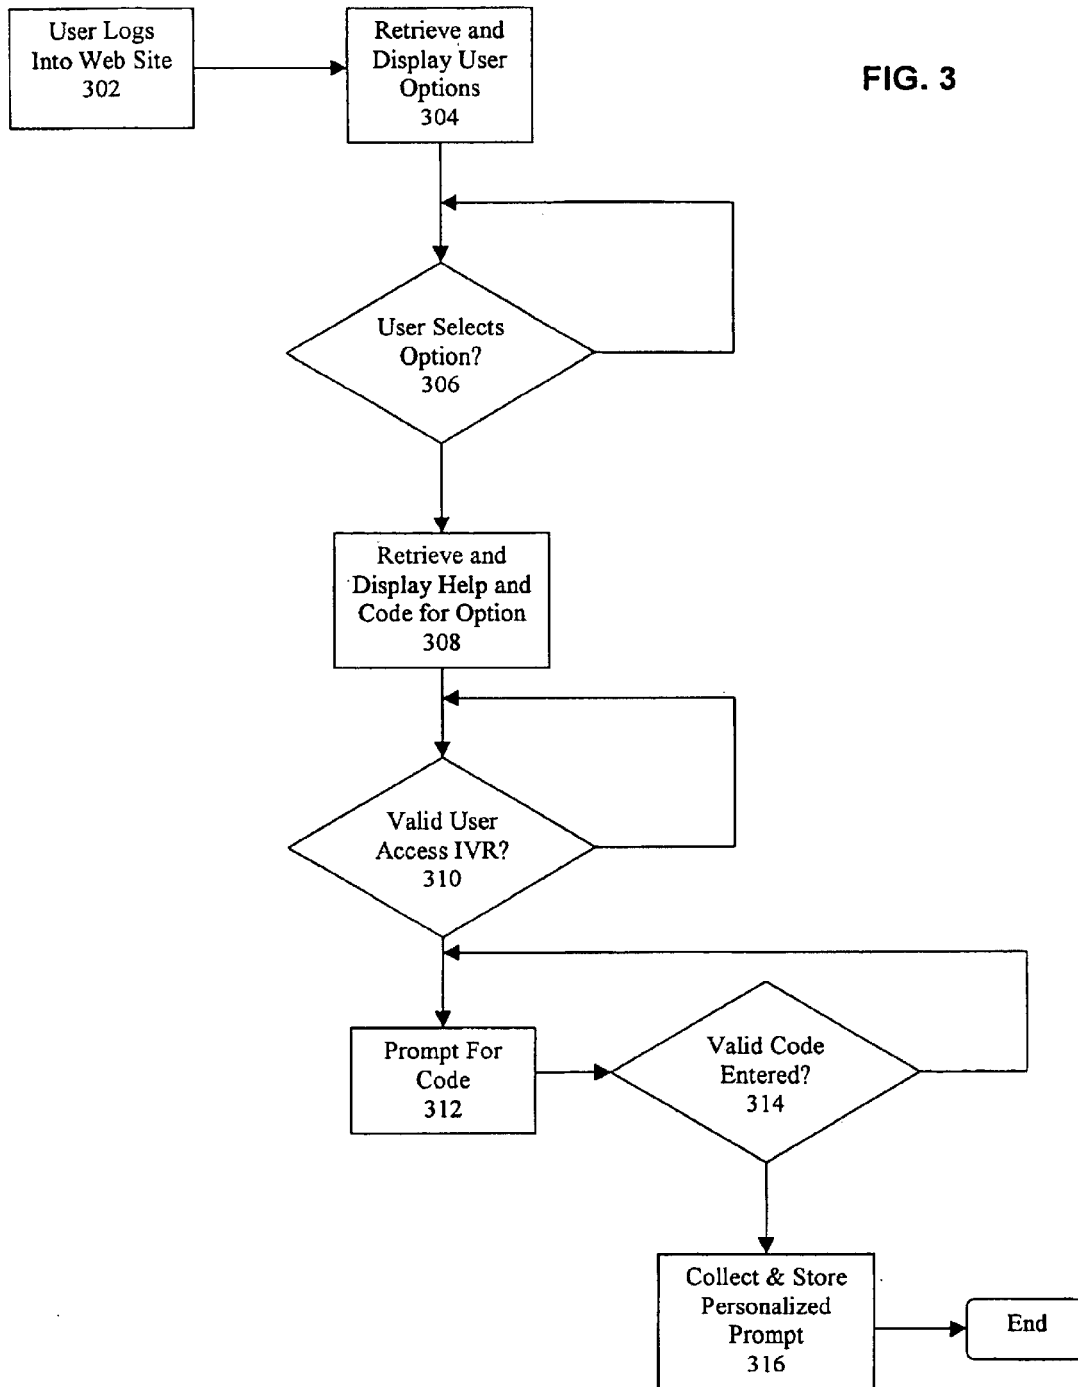 User Logs
Into Web Site
302
Retrieve and
Display User
Options
304
FIG. 3
User Selects
Option?
306
Retrieve and
Display Help and
Code for Option
308
Valid User
Access IVR?
310
Prompt For
Code
312
Valid Code
Entered?
314
Collect & Store
Personalized
Prompt
316
End